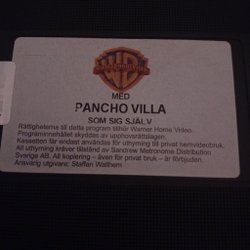 MED
PANCHO VILLA
SOM SIG SJÄLV
Rättigheterna till detta program tillhör Warner Home Video.
Programinnehållet skyddas av upphovsrättslagen.
Kassetten får endast användas för uthyrning till privat hemvideobruk.
All uthyrning kräver tillstånd av Sandrew Metronome Distribution
Sverige AB. All kopiering – även för privat bruk – är förbjuden.
Ansvarig utgivare: Staffan Wallhem